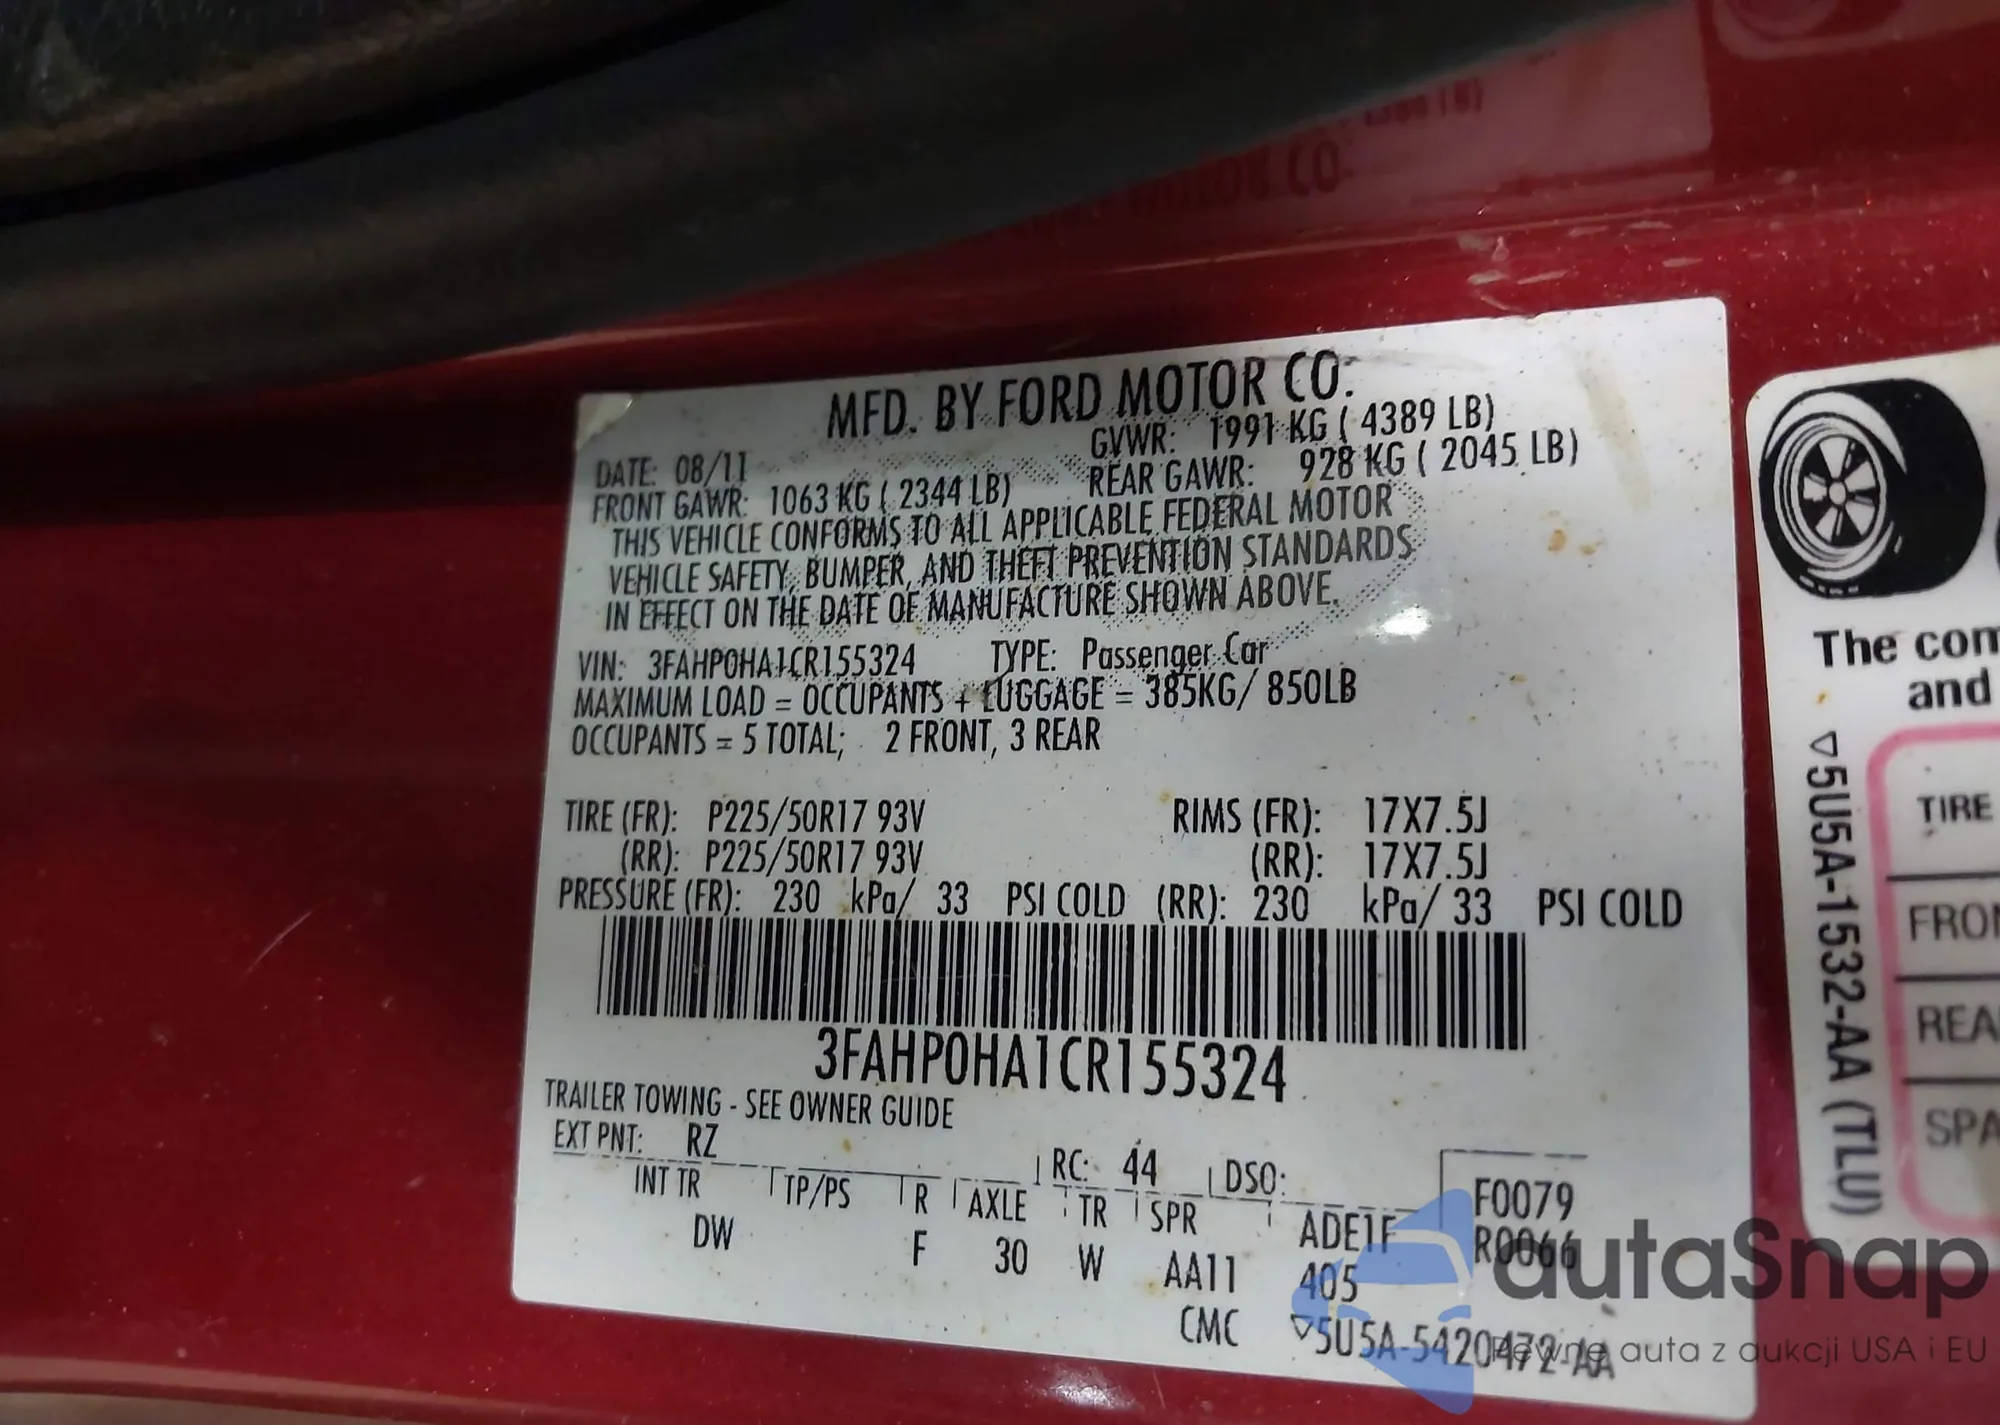 MFD. BY FORD MOTOR CO.
DATE: 08/11 GVWR: 1991 KG ( 4389 LB)
FRONT GAWR: 1063 KG ( 2344 LB) REAR GAWR: 928 KG ( 2045 LB)
THIS VEHICLE CONFORMS TO ALL APPLICABLE FEDERAL MOTOR
VEHICLE SAFETY, BUMPER, AND THEFT PREVENTION STANDARDS
IN EFFECT ON THE DATE OF MANUFACTURE SHOWN ABOVE.
VIN: 3FAHP0HA1CR155324 TYPE: Passenger Car
MAXIMUM LOAD = OCCUPANTS + LUGGAGE = 385KG/ 850LB
OCCUPANTS = 5 TOTAL; 2 FRONT, 3 REAR
TIRE (FR): P225/50R17 93V RIMS (FR): 17X7.5J
(RR): P225/50R17 93V (RR): 17X7.5J
PRESSURE (FR): 230 kPa/ 33 PSI COLD (RR): 230 kPa/ 33 PSI COLD
3FAHP0HA1CR155324
TRAILER TOWING - SEE OWNER GUIDE
EXT PNT: RZ RC: 44 DSO: F0079
INT TR TP/PS R AXLE TR SPR ADE1F R0066
DW F 30 W AA11 405
CMC ▽5U5A-5420472-AA
The com
and
▽5U5A-1532-AA (TLU)
TIRE
FRON
REA
SPA
autaSnap
Pewne auta z aukcji USA i EU